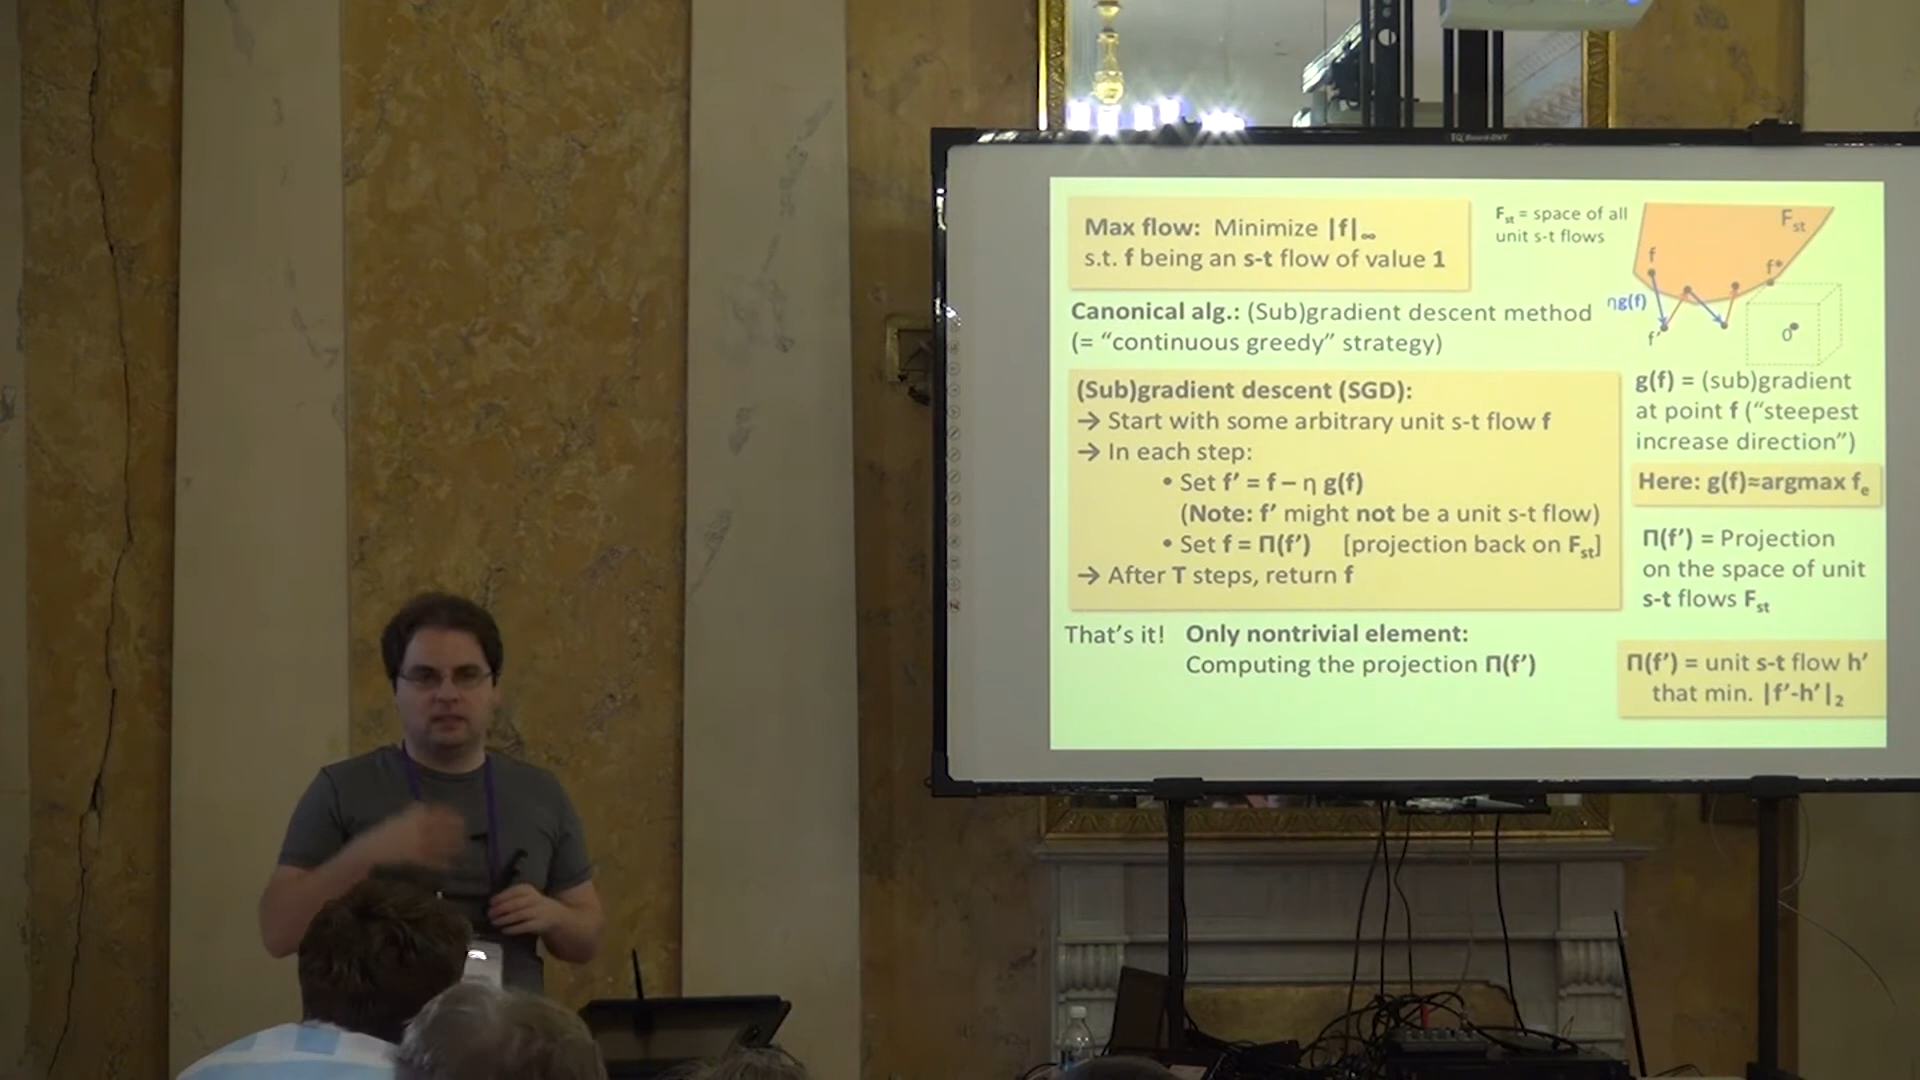 Max flow: Minimize |f|∞
s.t. f being an s-t flow of value 1
Fst = space of all
unit s-t flows
Fst
f
f*
ηg(f)
f'
0
Canonical alg.: (Sub)gradient descent method
(= “continuous greedy” strategy)
(Sub)gradient descent (SGD):
→ Start with some arbitrary unit s-t flow f
→ In each step:
• Set f’ = f – η g(f)
(Note: f’ might not be a unit s-t flow)
• Set f = Π(f’) [projection back on Fst]
→ After T steps, return f
g(f) = (sub)gradient
at point f (“steepest
increase direction”)
Here: g(f)≈argmax fe
Π(f’) = Projection
on the space of unit
s-t flows Fst
That’s it! Only nontrivial element:
Computing the projection Π(f’)
Π(f’) = unit s-t flow h’
that min. |f’-h’|2